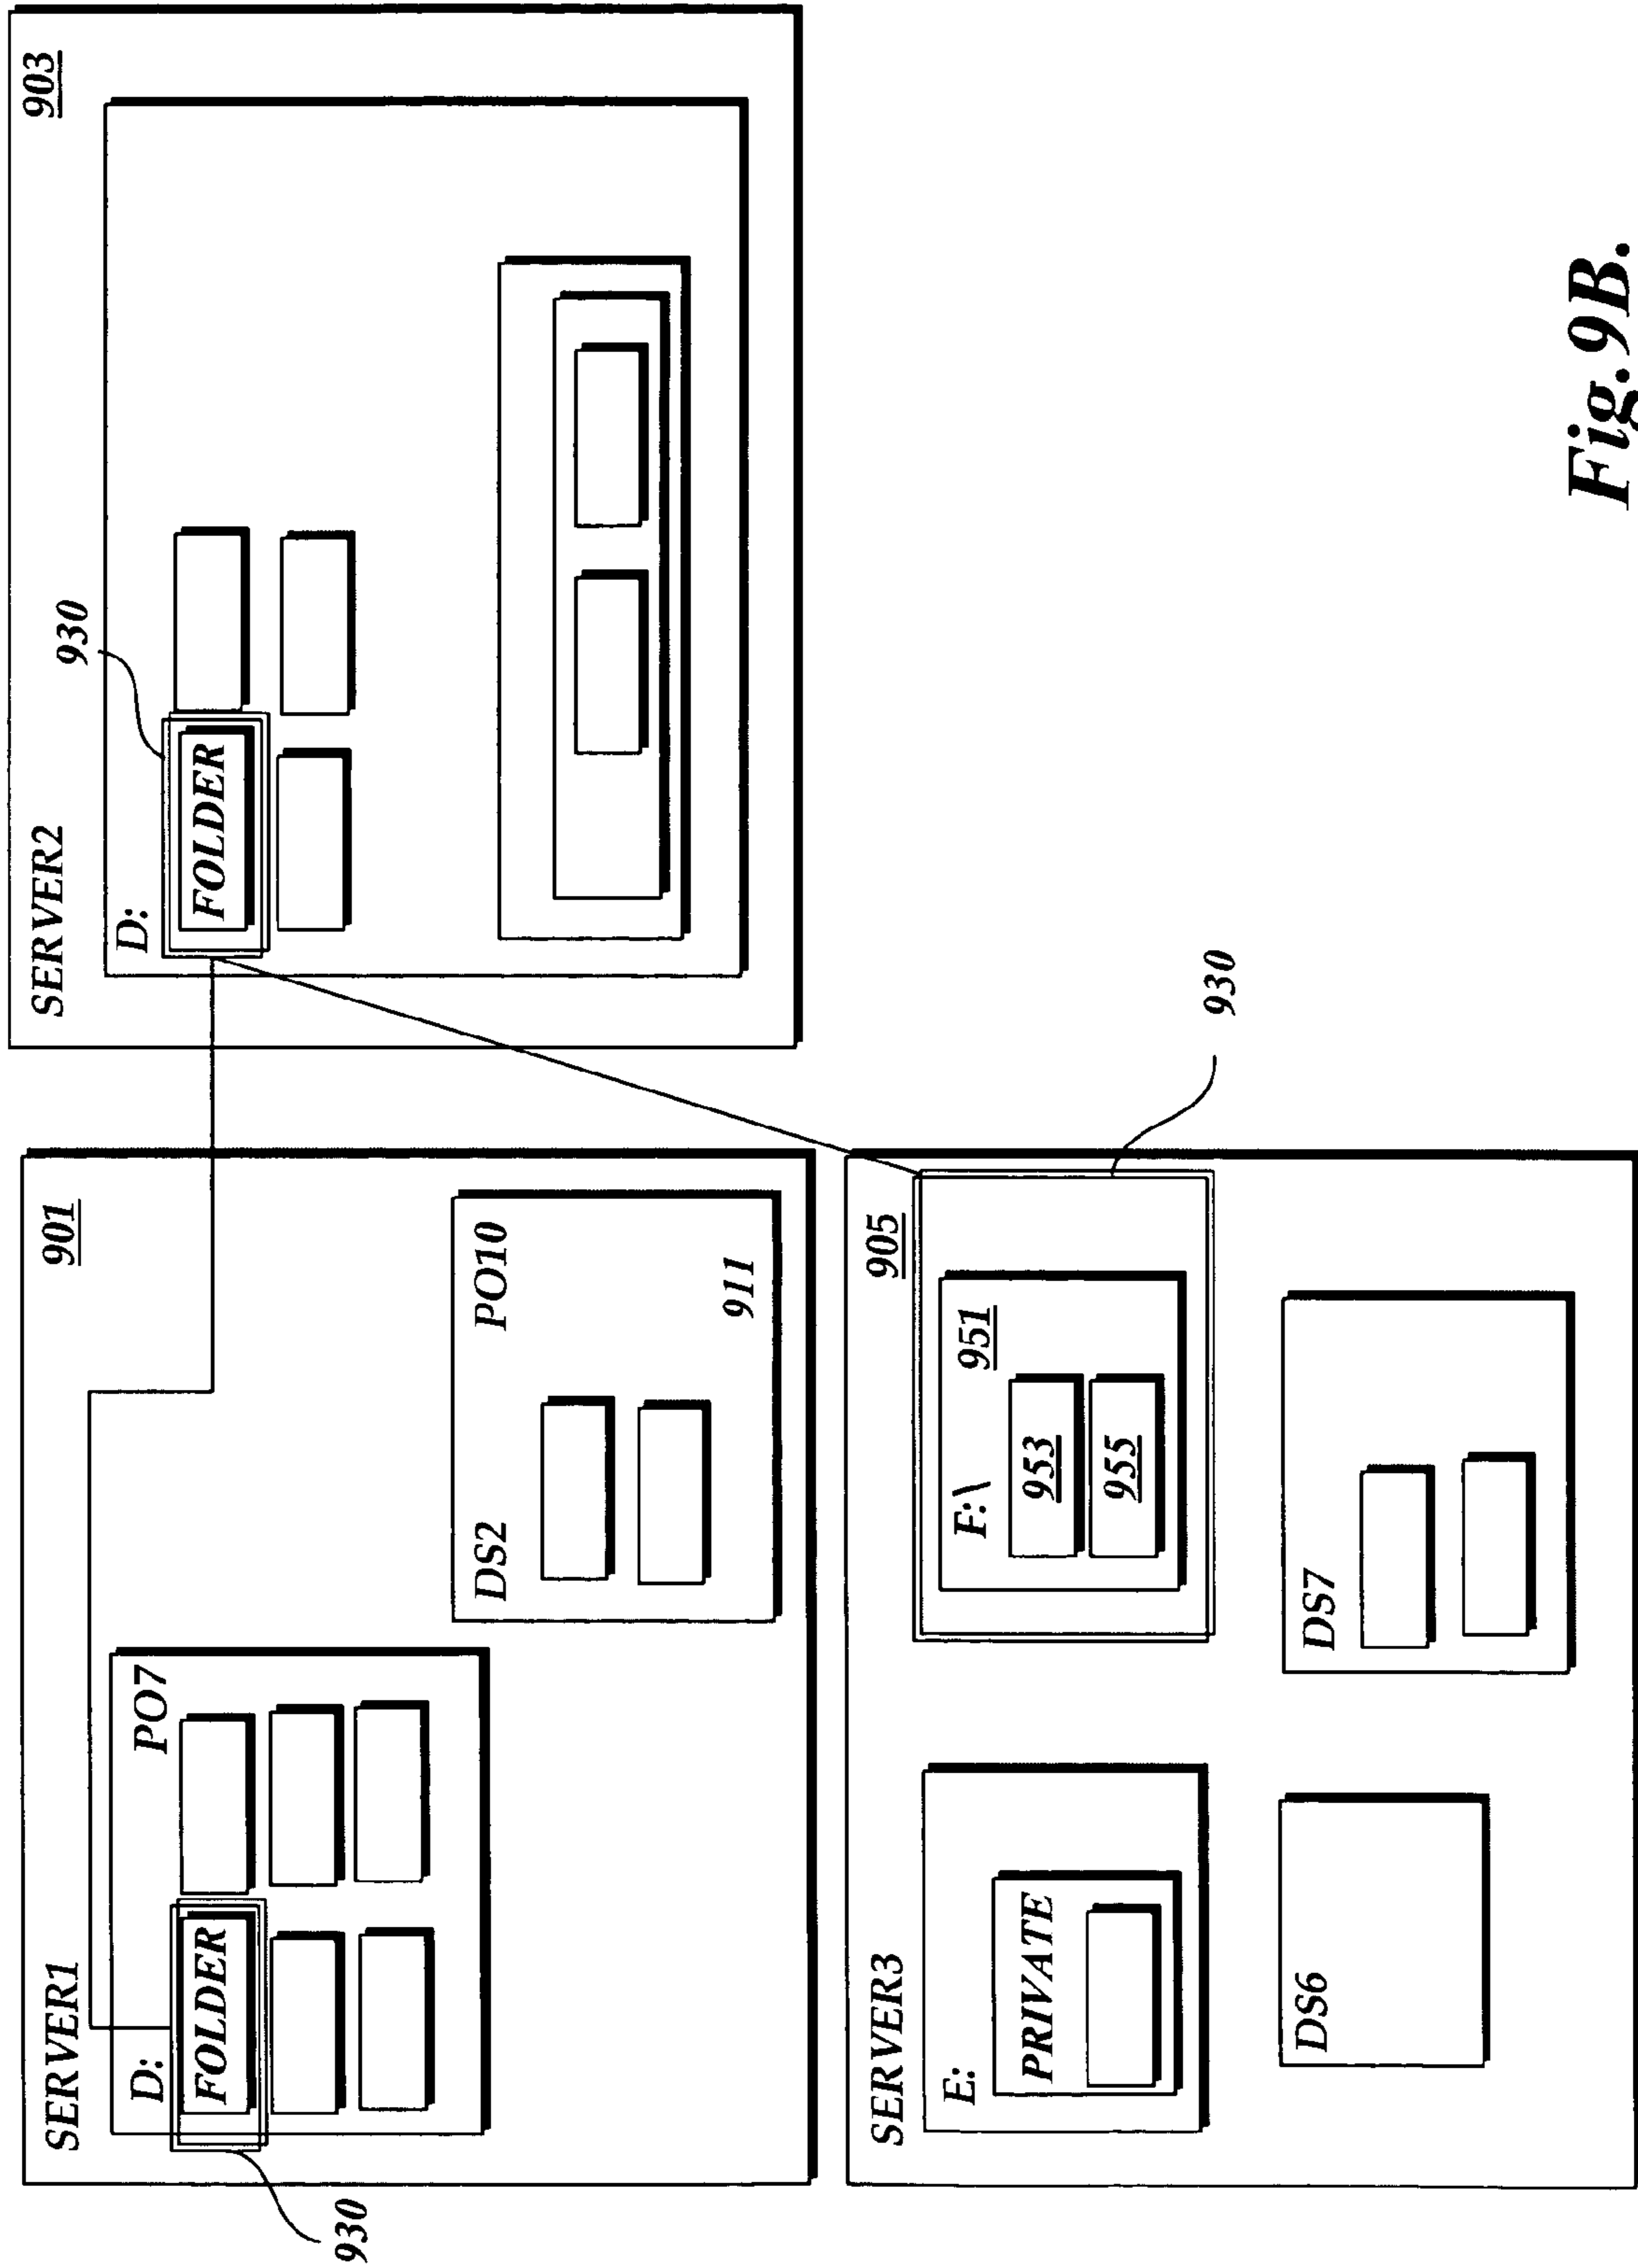 SERVER1
901
D:
PO7
FOLDER
930
DS2
PO10
911
SERVER2
903
930
D:
FOLDER
SERVER3
905
E:
PRIVATE
F:\
951
953
955
930
DS6
DS7
Fig.9B.